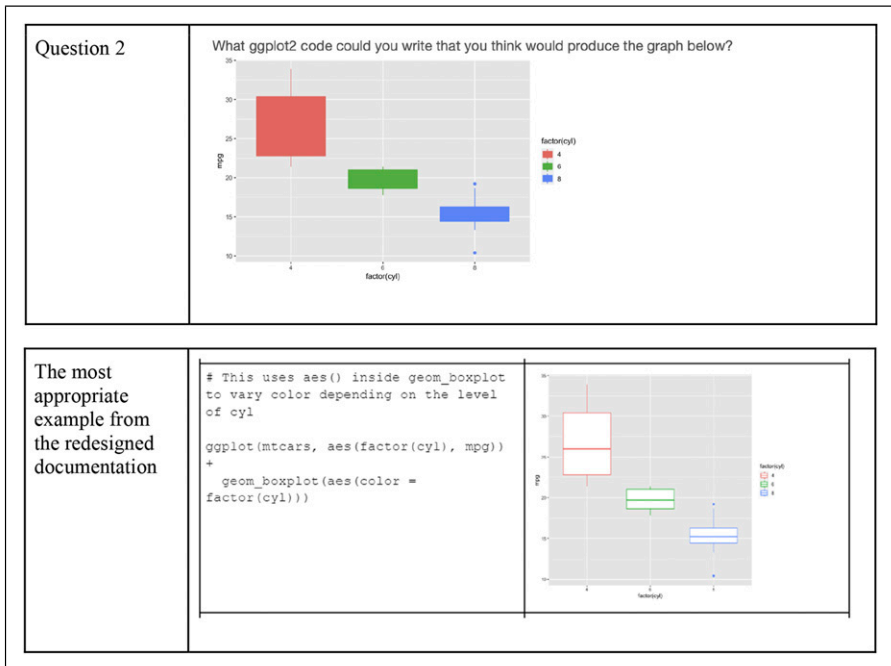 Question 2
What ggplot2 code could you write that you think would produce the graph below?
35-
30-
25-
20-
15-
10-
mpg
4
6
8
factor(cyl)
factor(cyl)
4
6
8
The most
appropriate
example from
the redesigned
documentation
# This uses aes() inside geom_boxplot
to vary color depending on the level
of cyl
ggplot(mtcars, aes(factor(cyl), mpg))
+
geom_boxplot(aes(color =
factor(cyl)))
mpg
factor(cyl)
factor(cyl)